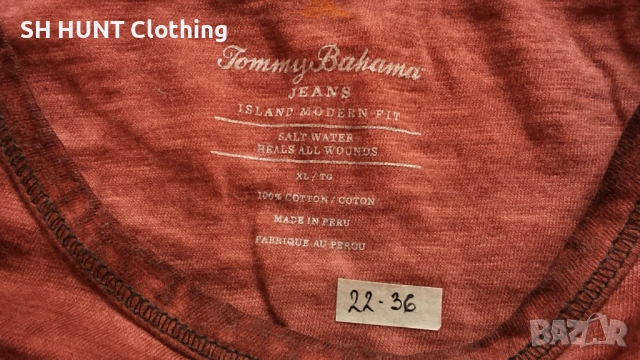 SH HUNT Clothing
Tommy Bahama
JEANS
ISLAND MODERN FIT
SALT WATER
HEALS ALL WOUNDS
XL / TG
100% COTTON / COTON
MADE IN PERU
FABRIQUE AU PEROU
22-36
BAZAR